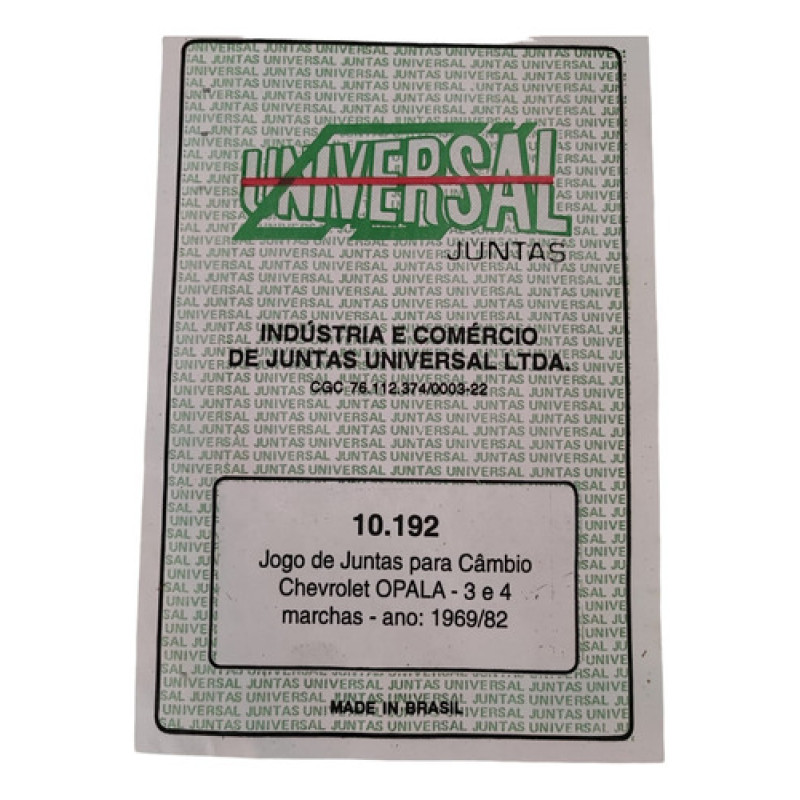 UNIVERSAL
JUNTAS
INDÚSTRIA E COMÉRCIO
DE JUNTAS UNIVERSAL LTDA.
CGC 76.112.374/0003-22
10.192
Jogo de Juntas para Câmbio
Chevrolet OPALA - 3 e 4
marchas - ano: 1969/82
MADE IN BRASIL